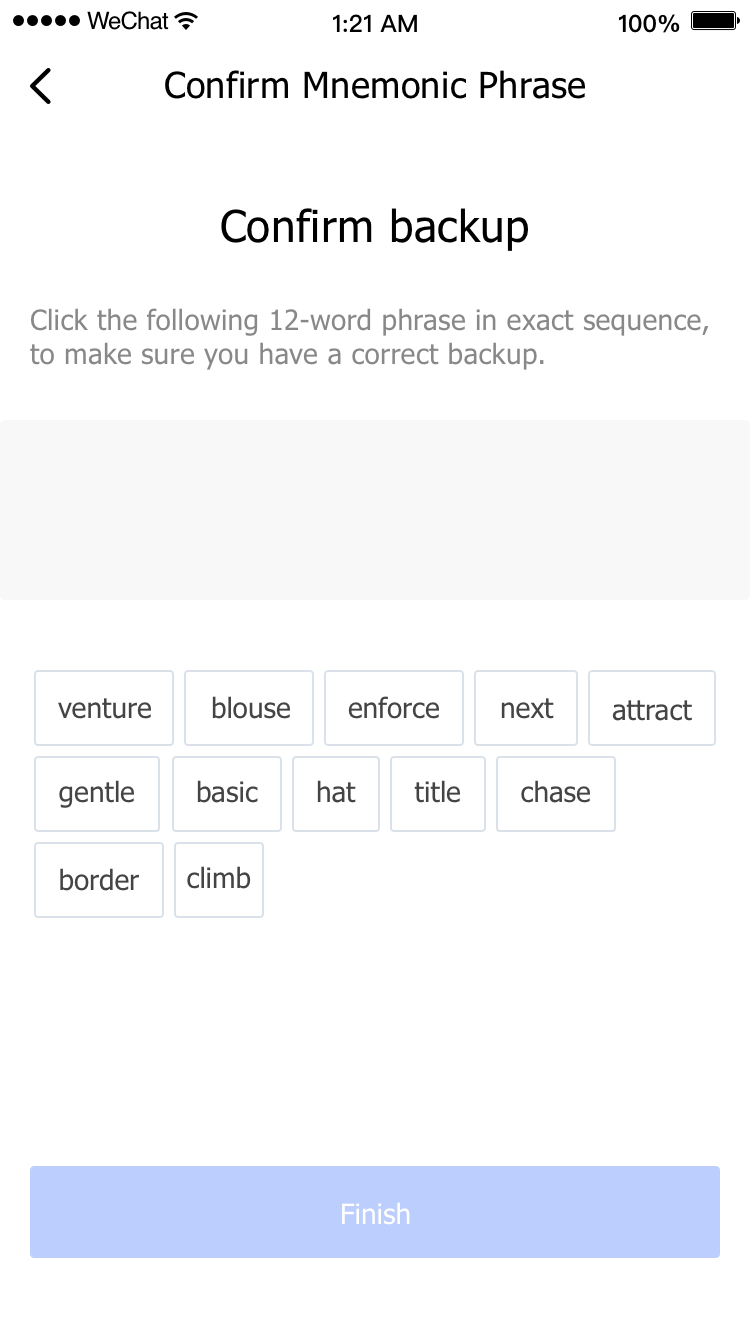 WeChat 1:21 AM 100%
Confirm Mnemonic Phrase
Confirm backup
Click the following 12-word phrase in exact sequence,
to make sure you have a correct backup.
venture blouse enforce next attract
gentle basic hat title chase
border climb
Finish